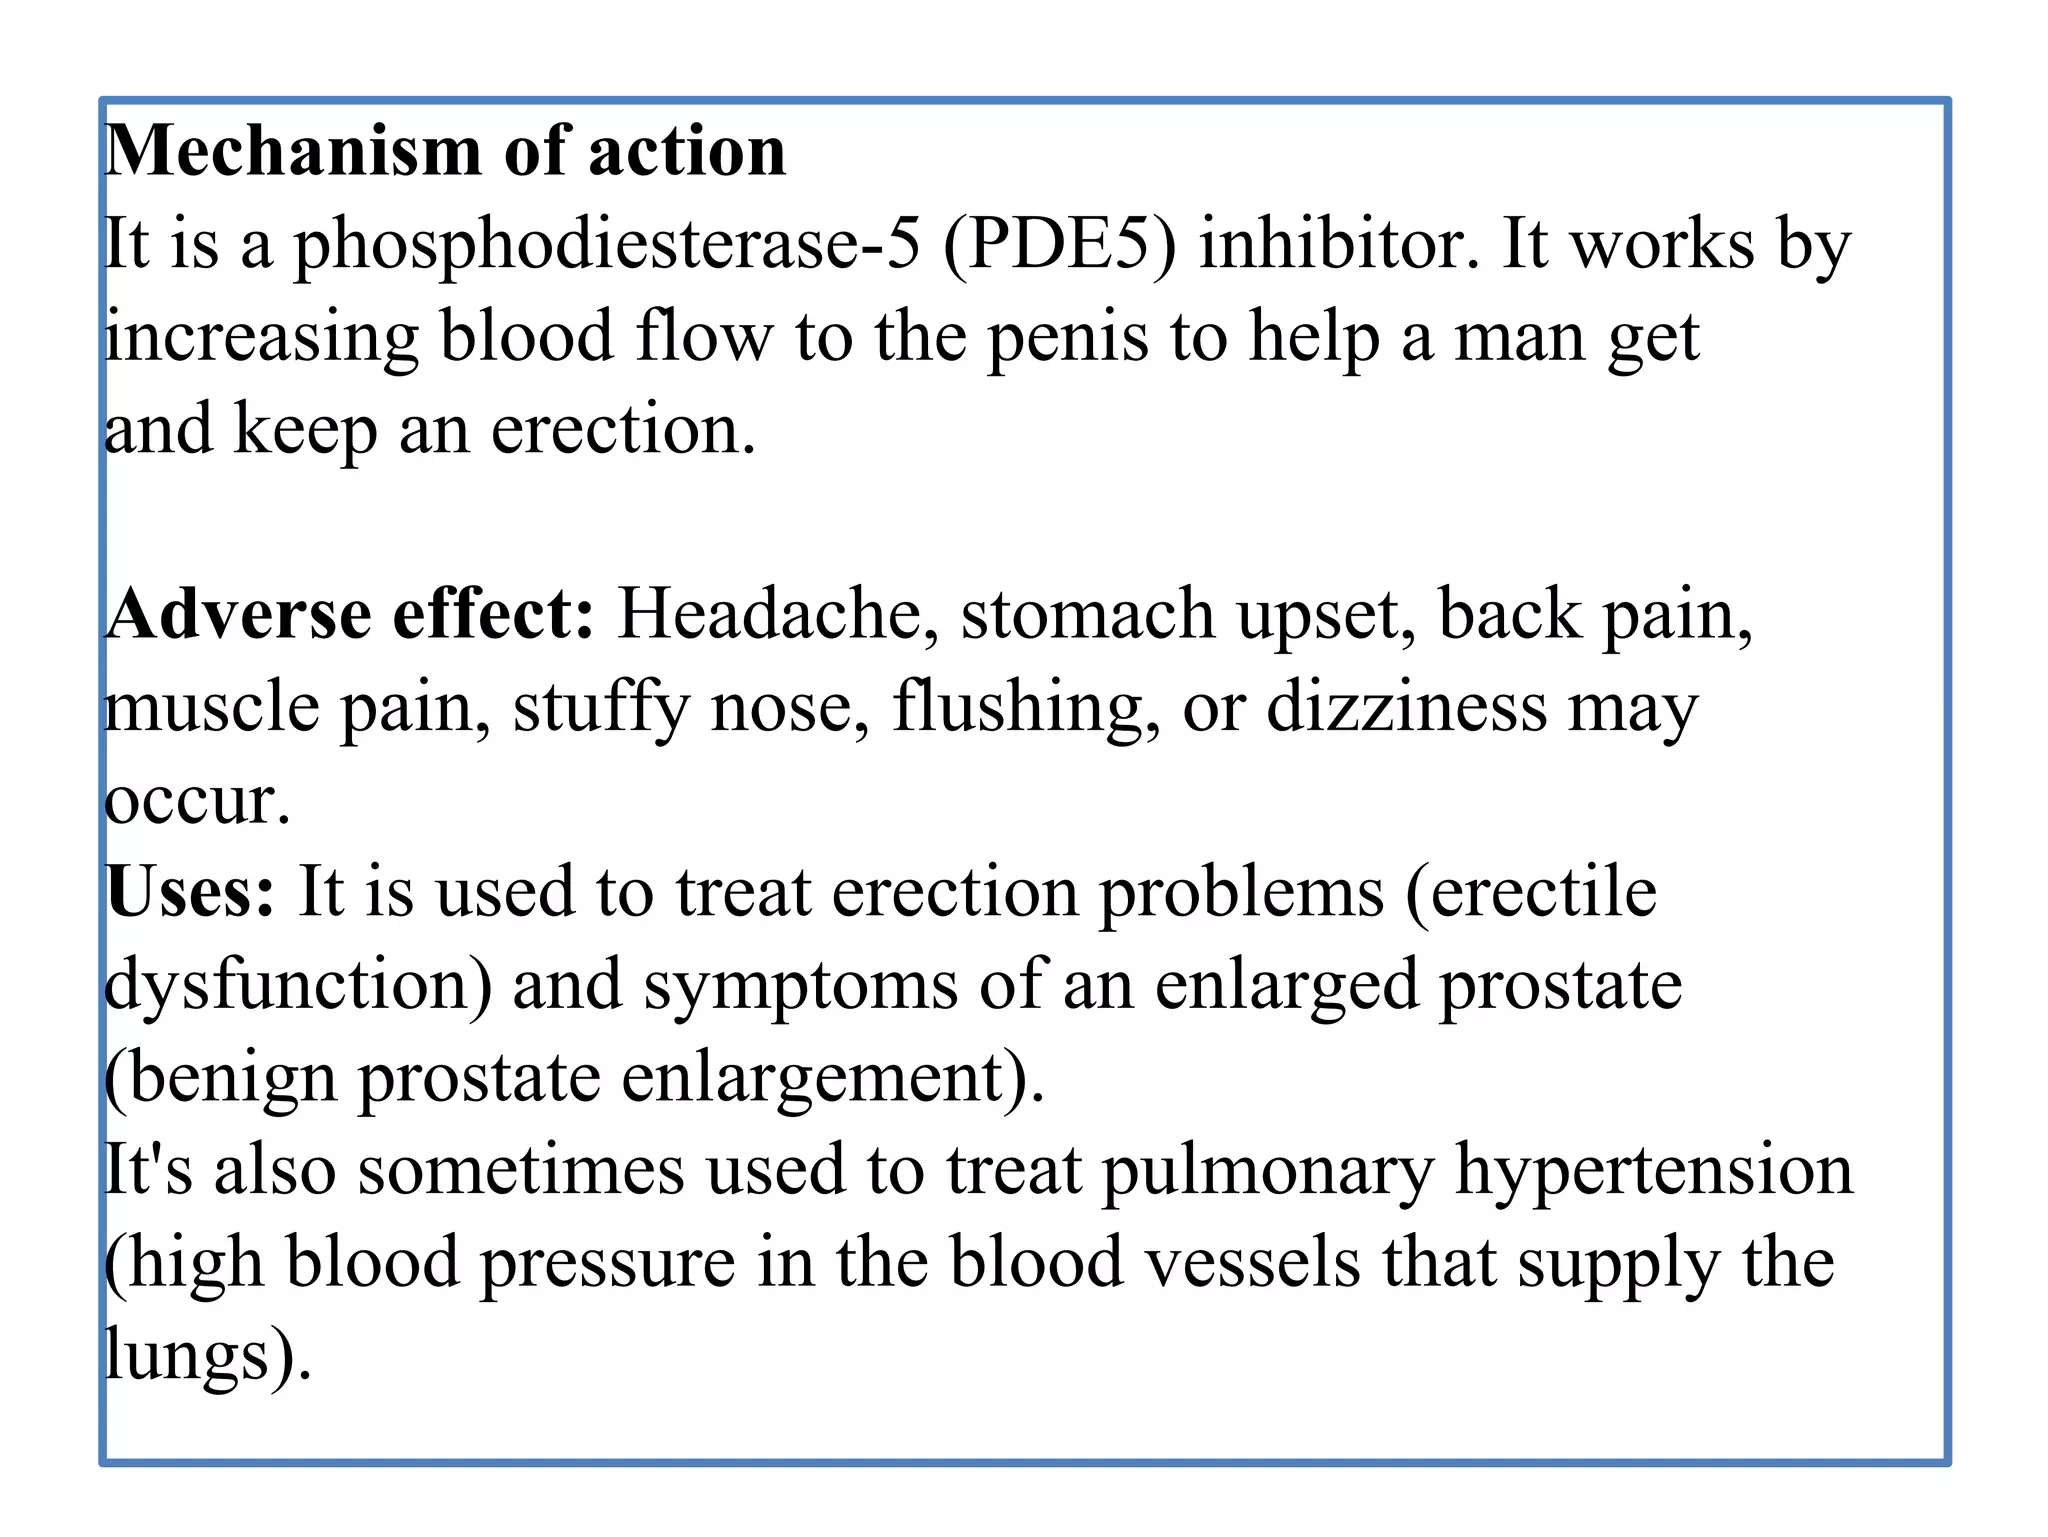 Mechanism of action
It is a phosphodiesterase-5 (PDE5) inhibitor. It works by
increasing blood flow to the penis to help a man get
and keep an erection.
Adverse effect: Headache, stomach upset, back pain,
muscle pain, stuffy nose, flushing, or dizziness may
occur.
Uses: It is used to treat erection problems (erectile
dysfunction) and symptoms of an enlarged prostate
(benign prostate enlargement).
It's also sometimes used to treat pulmonary hypertension
(high blood pressure in the blood vessels that supply the
lungs).